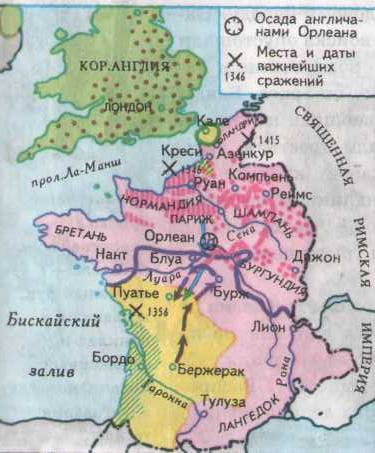 Осада англича-
нами Орлеана
Места и даты
важнейших
сражений
1346
КОР.АНГЛИЯ
ЛОНДОН
Кале
ФЛАНДРИЯ
1415
СВЯЩЕННАЯ
РИМСКАЯ
ИМПЕРИЯ
Креси
Азенкур
1346
прол.Ла-Манш
Руан
Компьень
Реймс
НОРМАНДИЯ
ПАРИЖ
ШАМПАНЬ
БРЕТАНЬ
Орлеан
Сена
Нант
Блуа
Дижон
Луара
БУРГУНДИЯ
Пуатье
Бурж
1356
Бискайский
залив
Лион
Бордо
Бержерак
Рона
Гаронна
Тулуза
ЛАНГЕДОК